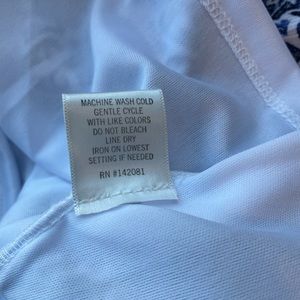 MACHINE WASH COLD
GENTLE CYCLE
WITH LIKE COLORS
DO NOT BLEACH
LINE DRY
IRON ON LOWEST
SETTING IF NEEDED
RN #142081